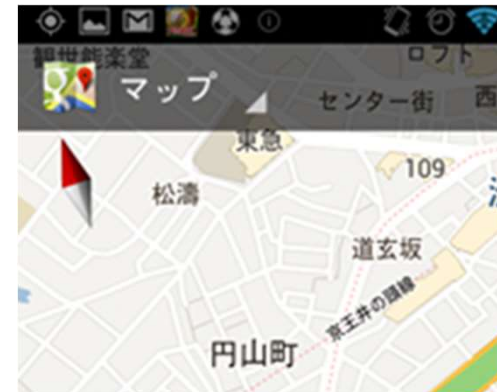 観世能楽堂
ロフト
マップ
センター街
西
東急
109
松濤
道玄坂
京王井の頭線
円山町